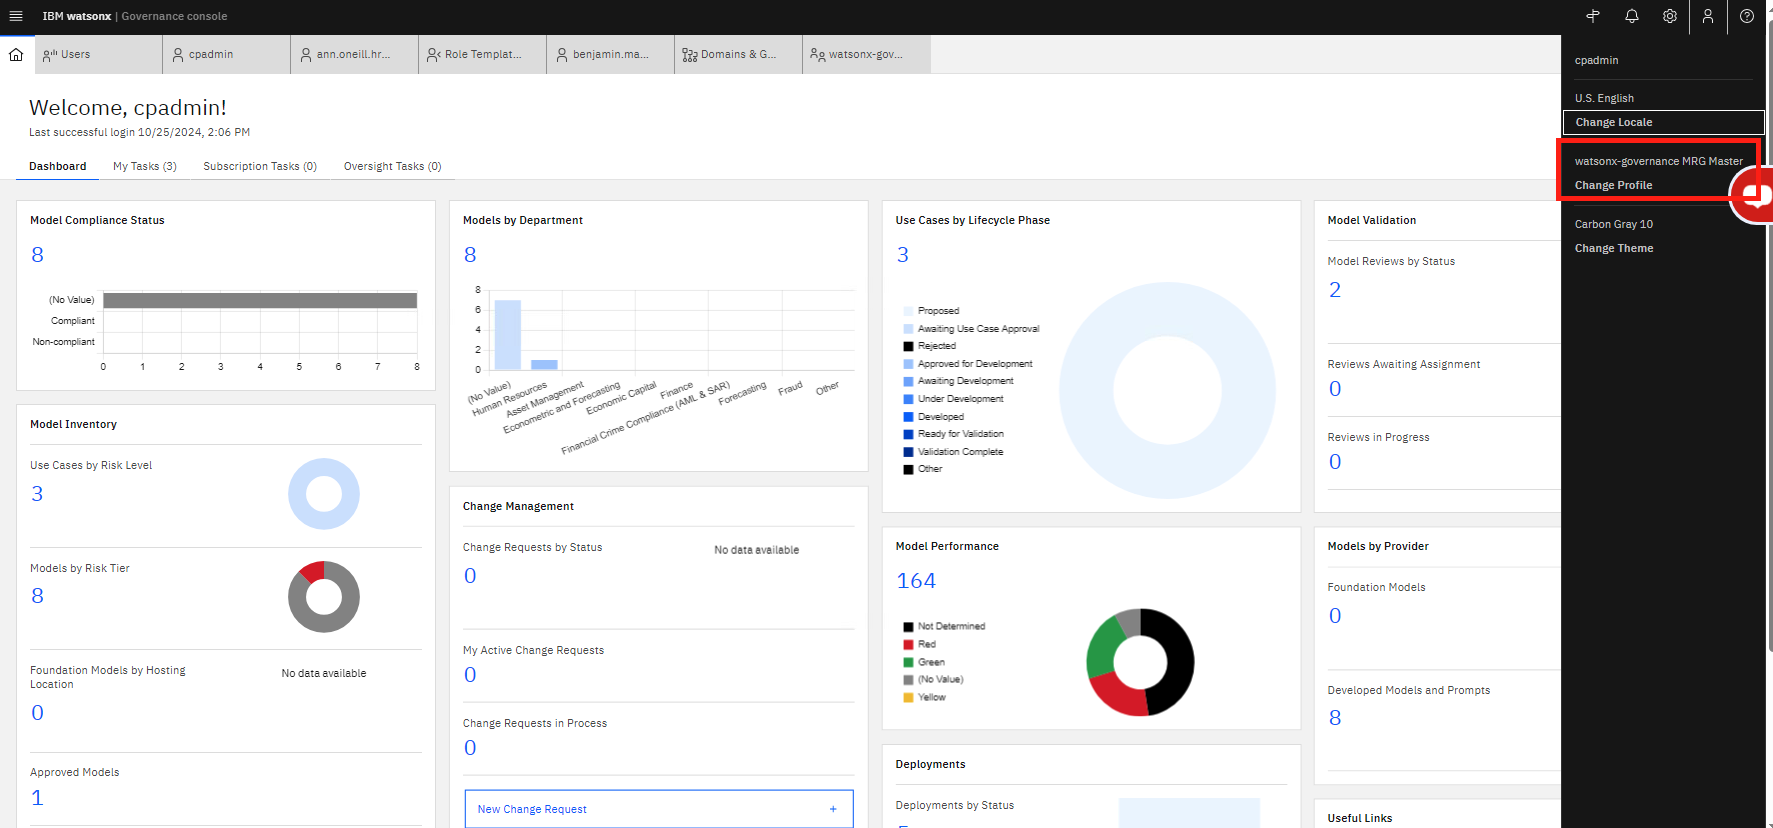 IBM watsonx | Governance console
Users
cpadmin
ann.oneill.hr...
Role Templat...
benjamin.ma...
Domains & G...
watsonx-gov...
Welcome, cpadmin!
Last successful login 10/25/2024, 2:06 PM
Dashboard
My Tasks (3)
Subscription Tasks (0)
Oversight Tasks (0)
Model Compliance Status
8
(No Value)
Compliant
Non-compliant
0 1 2 3 4 5 6 7 8
Model Inventory
Use Cases by Risk Level
3
Models by Risk Tier
8
Foundation Models by Hosting
Location
No data available
0
Approved Models
1
Models by Department
8
8
6
4
2
0
(No Value)
Human Resources
Asset Management
Econometric and Forecasting
Economic Capital
Finance
Financial Crime Compliance (AML & SAR)
Forecasting
Fraud
Other
Change Management
Change Requests by Status
No data available
0
My Active Change Requests
0
Change Requests in Process
0
New Change Request +
Use Cases by Lifecycle Phase
3
Proposed
Awaiting Use Case Approval
Rejected
Approved for Development
Awaiting Development
Under Development
Developed
Ready for Validation
Validation Complete
Other
Model Performance
164
Not Determined
Red
Green
(No Value)
Yellow
Deployments
Deployments by Status
Model Validation
Model Reviews by Status
2
Reviews Awaiting Assignment
0
Reviews in Progress
0
Models by Provider
Foundation Models
0
Developed Models and Prompts
8
Useful Links
cpadmin
U.S. English
Change Locale
watsonx-governance MRG Master
Change Profile
Carbon Gray 10
Change Theme